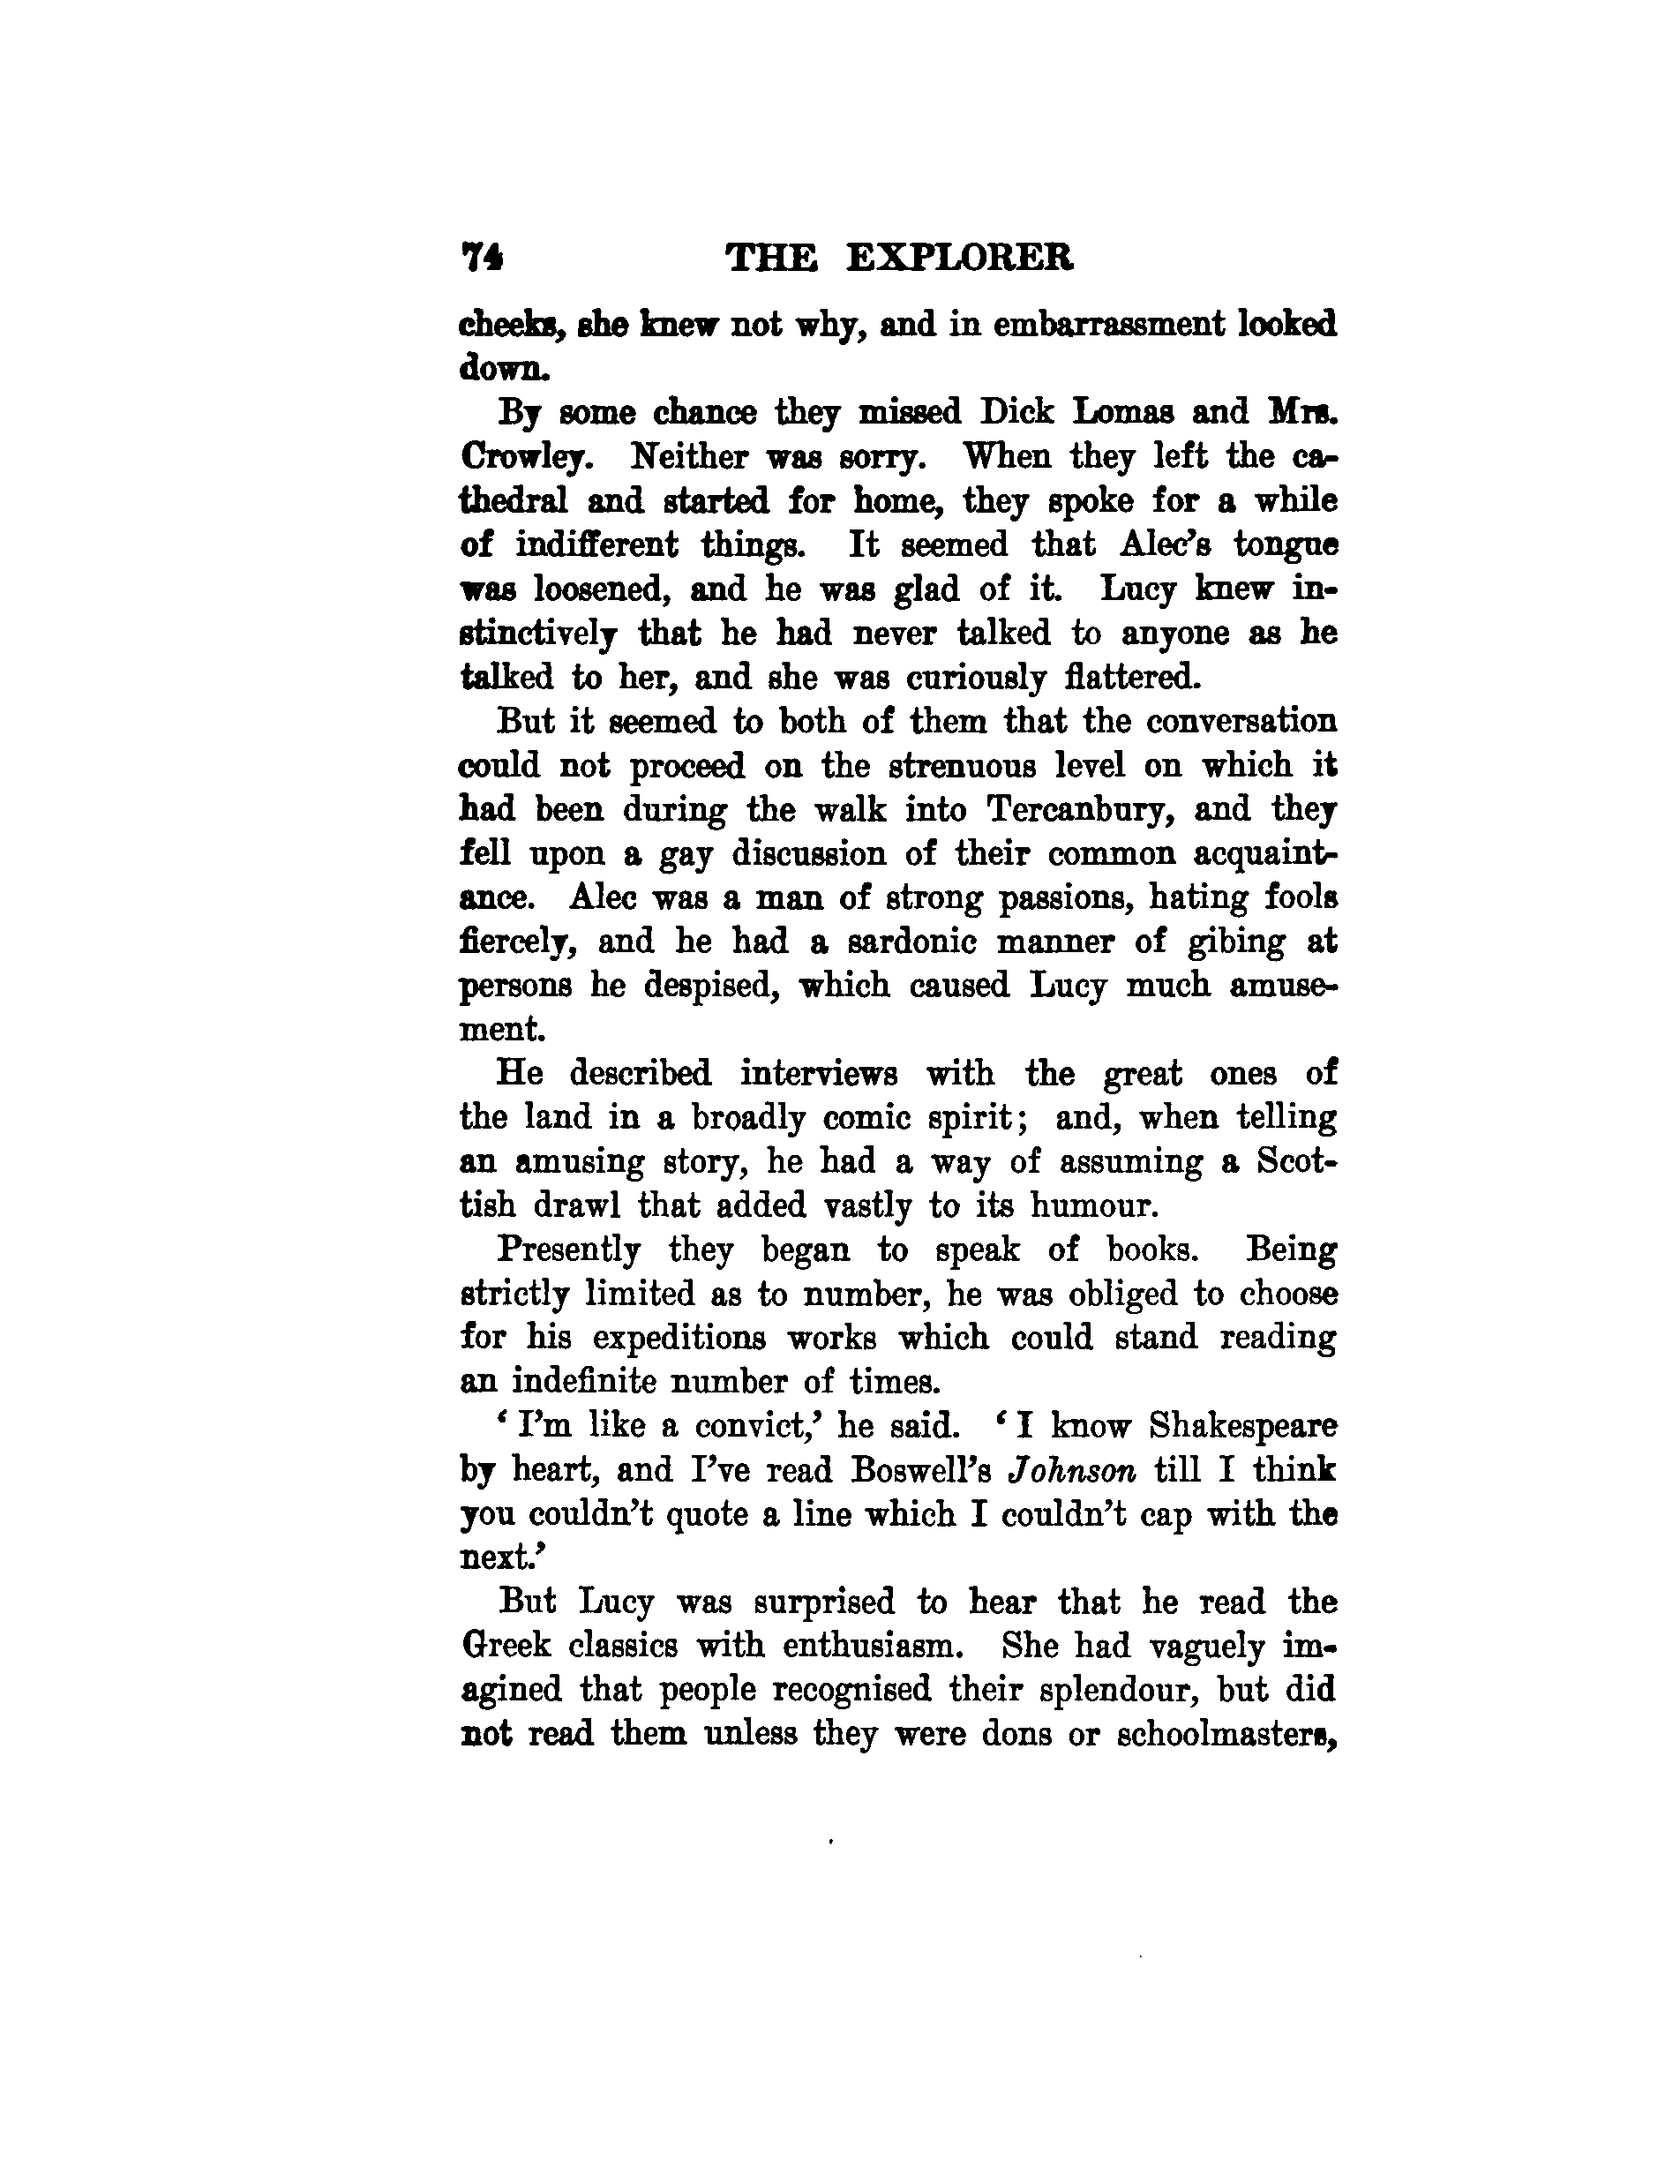 74 THE EXPLORER
cheeks, she knew not why, and in embarrassment looked
down.
By some chance they missed Dick Lomas and Mrs.
Crowley. Neither was sorry. When they left the ca-
thedral and started for home, they spoke for a while
of indifferent things. It seemed that Alec's tongue
was loosened, and he was glad of it. Lucy knew in-
stinctively that he had never talked to anyone as he
talked to her, and she was curiously flattered.
But it seemed to both of them that the conversation
could not proceed on the strenuous level on which it
had been during the walk into Tercanbury, and they
fell upon a gay discussion of their common acquaint-
ance. Alec was a man of strong passions, hating fools
fiercely, and he had a sardonic manner of gibing at
persons he despised, which caused Lucy much amuse-
ment.
He described interviews with the great ones of
the land in a broadly comic spirit; and, when telling
an amusing story, he had a way of assuming a Scot-
tish drawl that added vastly to its humour.
Presently they began to speak of books. Being
strictly limited as to number, he was obliged to choose
for his expeditions works which could stand reading
an indefinite number of times.
‘I'm like a convict,’ he said. ‘I know Shakespeare
by heart, and I've read Boswell's Johnson till I think
you couldn't quote a line which I couldn't cap with the
next.’
But Lucy was surprised to hear that he read the
Greek classics with enthusiasm. She had vaguely im-
agined that people recognised their splendour, but did
not read them unless they were dons or schoolmasters,